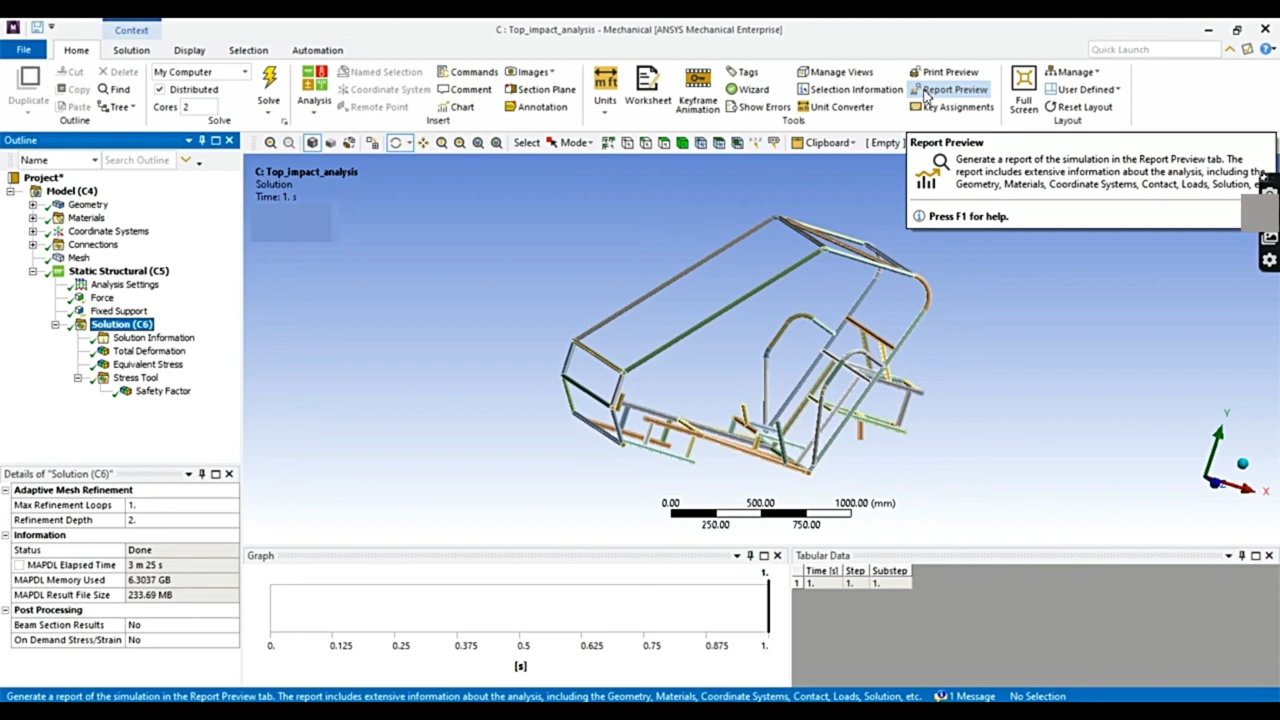 Context
C : Top_impact_analysis - Mechanical [ANSYS Mechanical Enterprise]
File Home Solution Display Selection Automation Quick Launch
Duplicate
Cut
Copy
Paste
Delete
Find
Tree
Outline
My Computer
Distributed
Cores 2
Solve
Solve
Analysis
Named Selection
Coordinate System
Remote Point
Commands
Comment
Chart
Images
Section Plane
Annotation
Insert
Units
Worksheet
Keyframe
Animation
Tags
Wizard
Show Errors
Manage Views
Selection Information
Unit Converter
Print Preview
Report Preview
Key Assignments
Tools
Full
Screen
Manage
User Defined
Reset Layout
Layout
Outline
Select Mode Clipboard [ Empty ]
Report Preview
Generate a report of the simulation in the Report Preview tab. The
report includes extensive information about the analysis, including the
Geometry, Materials, Coordinate Systems, Contact, Loads, Solution, e
Press F1 for help.
Name Search Outline
Project*
Model (C4)
Geometry
Materials
Coordinate Systems
Connections
Mesh
Static Structural (C5)
Analysis Settings
Force
Fixed Support
Solution (C6)
Solution Information
Total Deformation
Equivalent Stress
Stress Tool
Safety Factor
C: Top_impact_analysis
Solution
Time: 1. s
Y
X
0.00 500.00 1000.00 (mm)
250.00 750.00
Details of "Solution (C6)"
Adaptive Mesh Refinement
Max Refinement Loops 1.
Refinement Depth 2.
Information
Status Done
MAPDL Elapsed Time 3 m 25 s
MAPDL Memory Used 6.3037 GB
MAPDL Result File Size 233.69 MB
Post Processing
Beam Section Results No
On Demand Stress/Strain No
Graph
1.
0. 0.125 0.25 0.375 0.5 0.625 0.75 0.875 1.
[s]
Tabular Data
Time [s] Step Substep
1 1. 1. 1.
Generate a report of the simulation in the Report Preview tab. The report includes extensive information about the analysis, including the Geometry, Materials, Coordinate Systems, Contact, Loads, Solution, etc. 1 Message No Selection